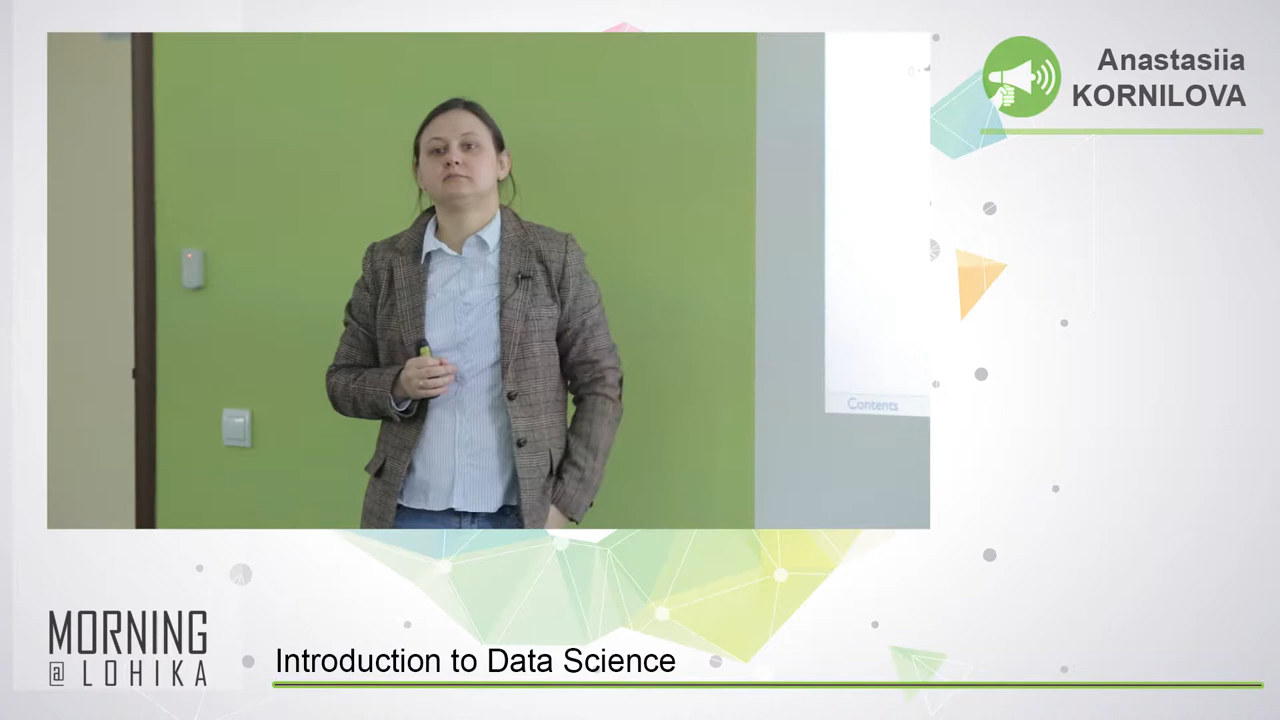 Anastasiia
KORNILOVA
Contents
MORNING
@ LOHIKA
Introduction to Data Science